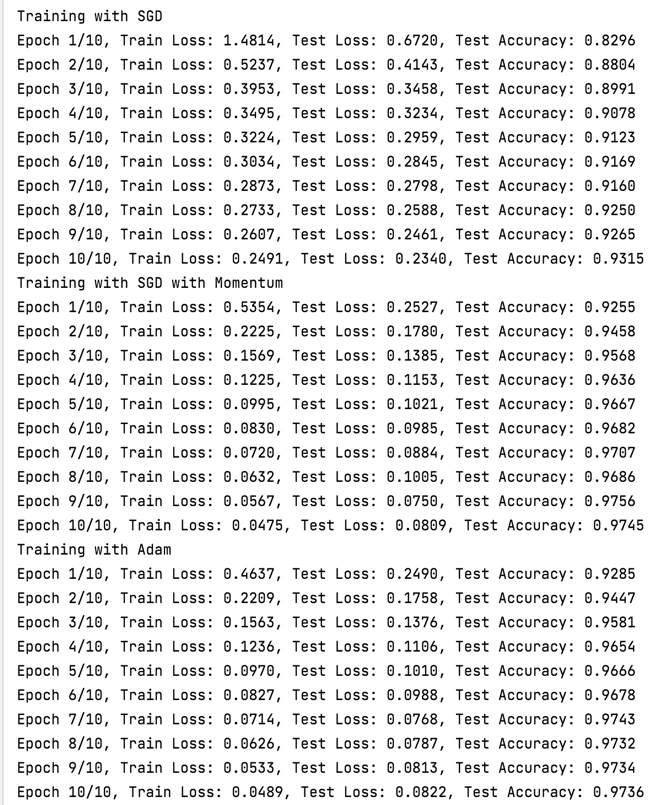 Training with SGD
Epoch 1/10, Train Loss: 1.4814, Test Loss: 0.6720, Test Accuracy: 0.8296
Epoch 2/10, Train Loss: 0.5237, Test Loss: 0.4143, Test Accuracy: 0.8804
Epoch 3/10, Train Loss: 0.3953, Test Loss: 0.3458, Test Accuracy: 0.8991
Epoch 4/10, Train Loss: 0.3495, Test Loss: 0.3234, Test Accuracy: 0.9078
Epoch 5/10, Train Loss: 0.3224, Test Loss: 0.2959, Test Accuracy: 0.9123
Epoch 6/10, Train Loss: 0.3034, Test Loss: 0.2845, Test Accuracy: 0.9169
Epoch 7/10, Train Loss: 0.2873, Test Loss: 0.2798, Test Accuracy: 0.9160
Epoch 8/10, Train Loss: 0.2733, Test Loss: 0.2588, Test Accuracy: 0.9250
Epoch 9/10, Train Loss: 0.2607, Test Loss: 0.2461, Test Accuracy: 0.9265
Epoch 10/10, Train Loss: 0.2491, Test Loss: 0.2340, Test Accuracy: 0.9315
Training with SGD with Momentum
Epoch 1/10, Train Loss: 0.5354, Test Loss: 0.2527, Test Accuracy: 0.9255
Epoch 2/10, Train Loss: 0.2225, Test Loss: 0.1780, Test Accuracy: 0.9458
Epoch 3/10, Train Loss: 0.1569, Test Loss: 0.1385, Test Accuracy: 0.9568
Epoch 4/10, Train Loss: 0.1225, Test Loss: 0.1153, Test Accuracy: 0.9636
Epoch 5/10, Train Loss: 0.0995, Test Loss: 0.1021, Test Accuracy: 0.9667
Epoch 6/10, Train Loss: 0.0830, Test Loss: 0.0985, Test Accuracy: 0.9682
Epoch 7/10, Train Loss: 0.0720, Test Loss: 0.0884, Test Accuracy: 0.9707
Epoch 8/10, Train Loss: 0.0632, Test Loss: 0.1005, Test Accuracy: 0.9686
Epoch 9/10, Train Loss: 0.0567, Test Loss: 0.0750, Test Accuracy: 0.9756
Epoch 10/10, Train Loss: 0.0475, Test Loss: 0.0809, Test Accuracy: 0.9745
Training with Adam
Epoch 1/10, Train Loss: 0.4637, Test Loss: 0.2490, Test Accuracy: 0.9285
Epoch 2/10, Train Loss: 0.2209, Test Loss: 0.1758, Test Accuracy: 0.9447
Epoch 3/10, Train Loss: 0.1563, Test Loss: 0.1376, Test Accuracy: 0.9581
Epoch 4/10, Train Loss: 0.1236, Test Loss: 0.1106, Test Accuracy: 0.9654
Epoch 5/10, Train Loss: 0.0970, Test Loss: 0.1010, Test Accuracy: 0.9666
Epoch 6/10, Train Loss: 0.0827, Test Loss: 0.0988, Test Accuracy: 0.9678
Epoch 7/10, Train Loss: 0.0714, Test Loss: 0.0768, Test Accuracy: 0.9743
Epoch 8/10, Train Loss: 0.0626, Test Loss: 0.0787, Test Accuracy: 0.9732
Epoch 9/10, Train Loss: 0.0533, Test Loss: 0.0813, Test Accuracy: 0.9734
Epoch 10/10, Train Loss: 0.0489, Test Loss: 0.0822, Test Accuracy: 0.9736